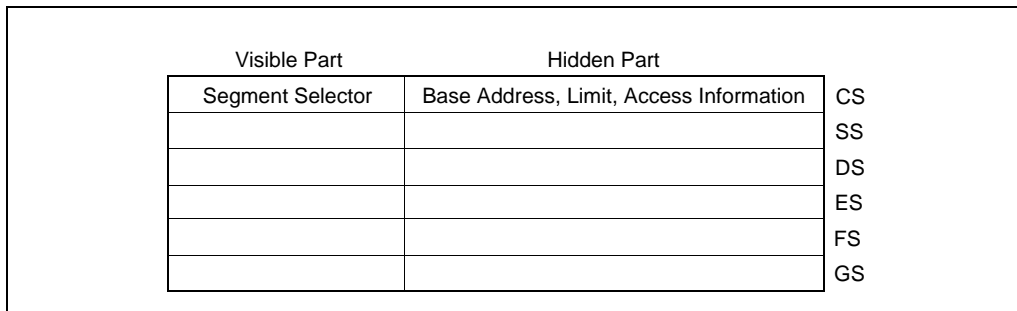 Visible Part Hidden Part
Segment Selector Base Address, Limit, Access Information CS
SS
DS
ES
FS
GS